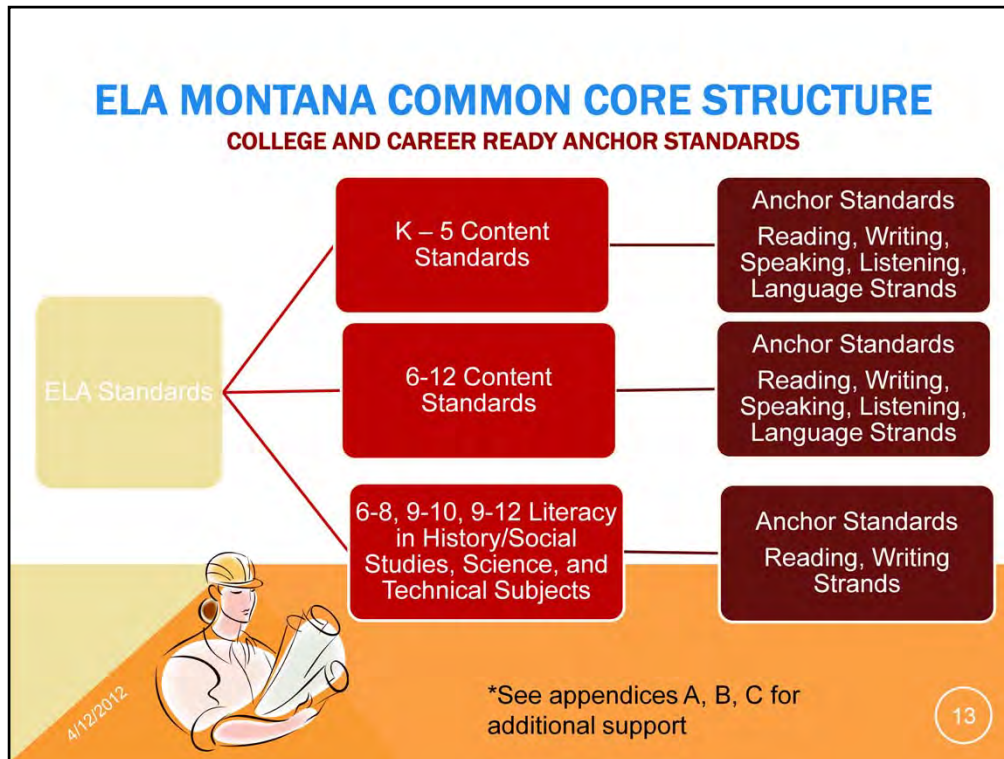 ELA MONTANA COMMON CORE STRUCTURE
COLLEGE AND CAREER READY ANCHOR STANDARDS
ELA Standards
K – 5 Content
Standards
Anchor Standards
Reading, Writing,
Speaking, Listening,
Language Strands
6-12 Content
Standards
Anchor Standards
Reading, Writing,
Speaking, Listening,
Language Strands
6-8, 9-10, 9-12 Literacy
in History/Social
Studies, Science, and
Technical Subjects
Anchor Standards
Reading, Writing
Strands
4/12/2012
*See appendices A, B, C for
additional support
13